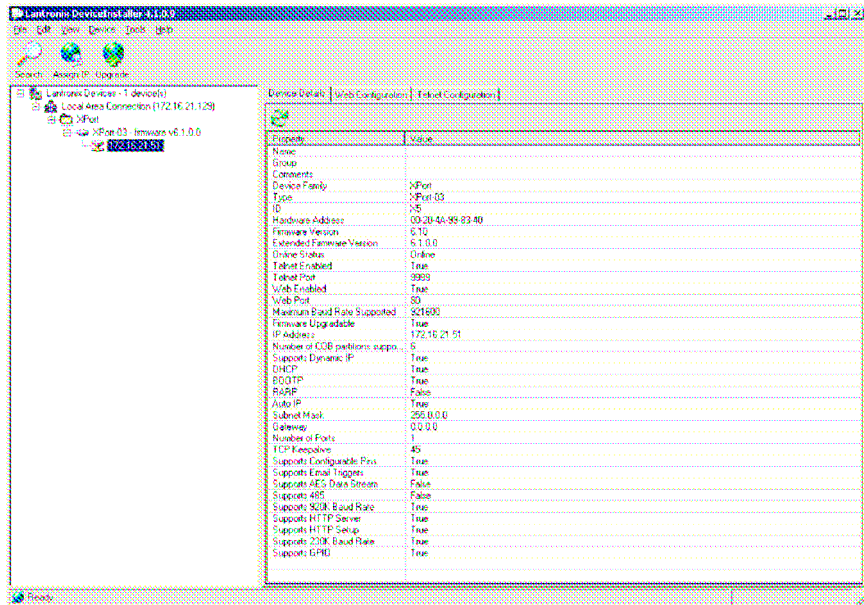 Lantronix DeviceInstaller 4.1.0.0
File Edit View Device Tools Help
Search Assign IP Upgrade
Lantronix Devices - 1 device(s)
Local Area Connection (172.16.21.129)
XPort
XPort-03 - firmware v6.1.0.0
172.16.21.51
Device Details Web Configuration Telnet Configuration
Property Value
Name
Group
Comments
Device Family XPort
Type XPort-03
ID X5
Hardware Address 00-20-4A-93-83-40
Firmware Version 6.10
Extended Firmware Version 6.1.0.0
Online Status Online
Telnet Enabled True
Telnet Port 9999
Web Enabled True
Web Port 80
Maximum Baud Rate Supported 921600
Firmware Upgradable True
IP Address 172.16.21.51
Number of COB partitions suppo... 6
Supports Dynamic IP True
DHCP True
BOOTP True
RARP False
Auto IP True
Subnet Mask 255.0.0.0
Gateway 0.0.0.0
Number of Ports 1
TCP Keepalive 45
Supports Configurable Pins True
Supports Email Triggers True
Supports AES Data Stream False
Supports 485 False
Supports 920K Baud Rate True
Supports HTTP Server True
Supports HTTP Setup True
Supports 230K Baud Rate True
Supports GPIO True
Ready